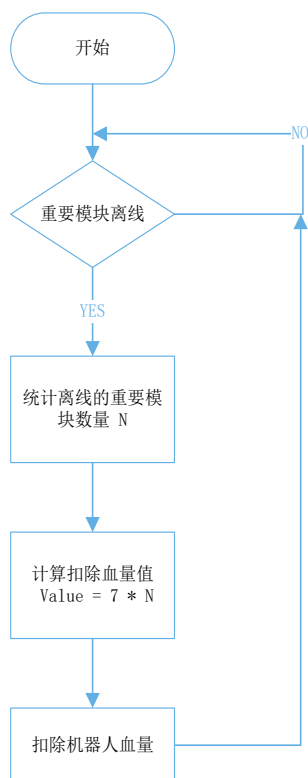 开始
NO
重要模块离线
YES
统计离线的重要模
块数量 N
计算扣除血量值
Value = 7 * N
扣除机器人血量